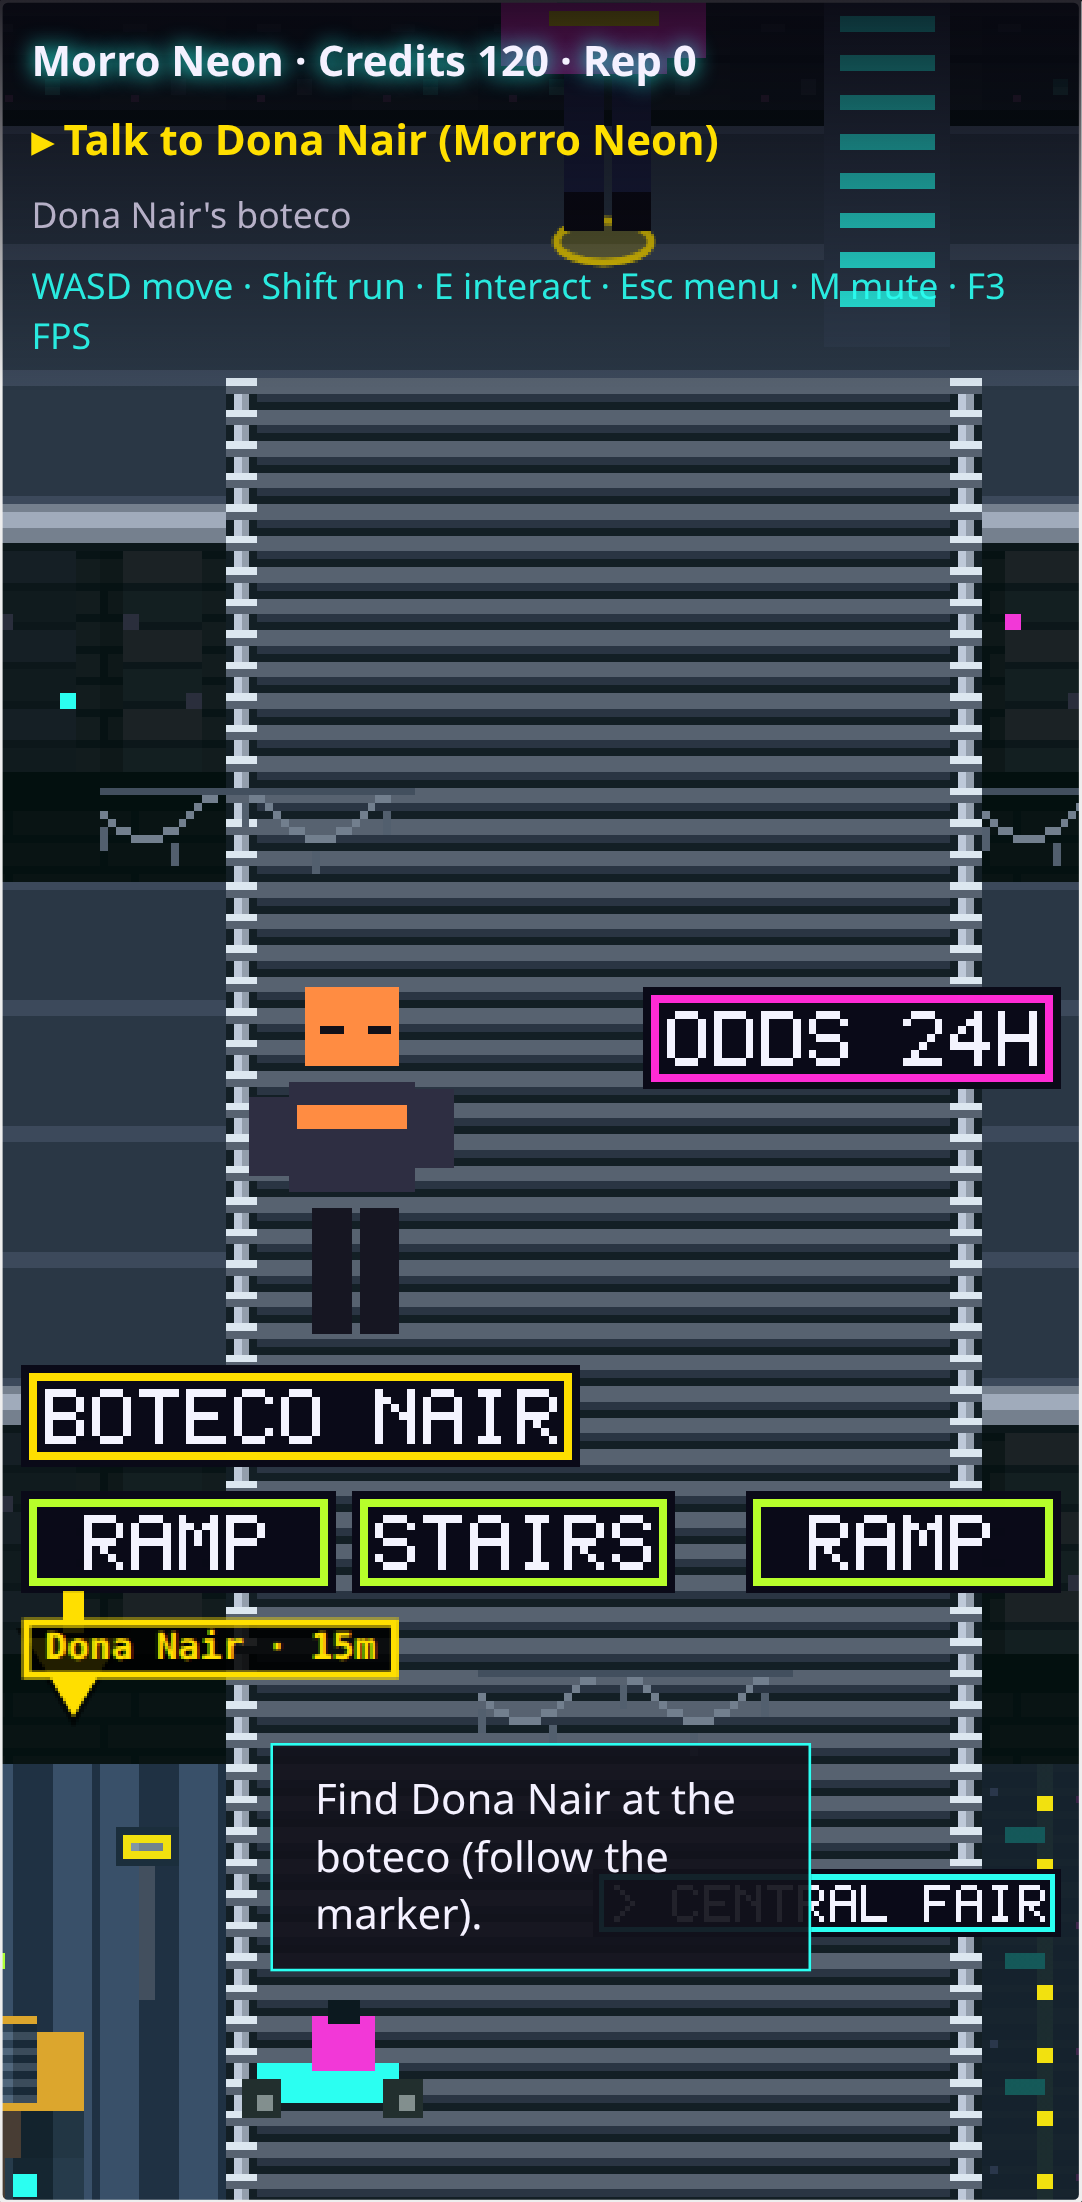 Morro Neon · Credits 120 · Rep 0
▸ Talk to Dona Nair (Morro Neon)
Dona Nair's boteco
WASD move · Shift run · E interact · Esc menu · M mute · F3
FPS
ODDS 24H
BOTECO NAIR
RAMP STAIRS RAMP
Dona Nair · 15m
Find Dona Nair at the
boteco (follow the
marker).
> CENTRAL FAIR